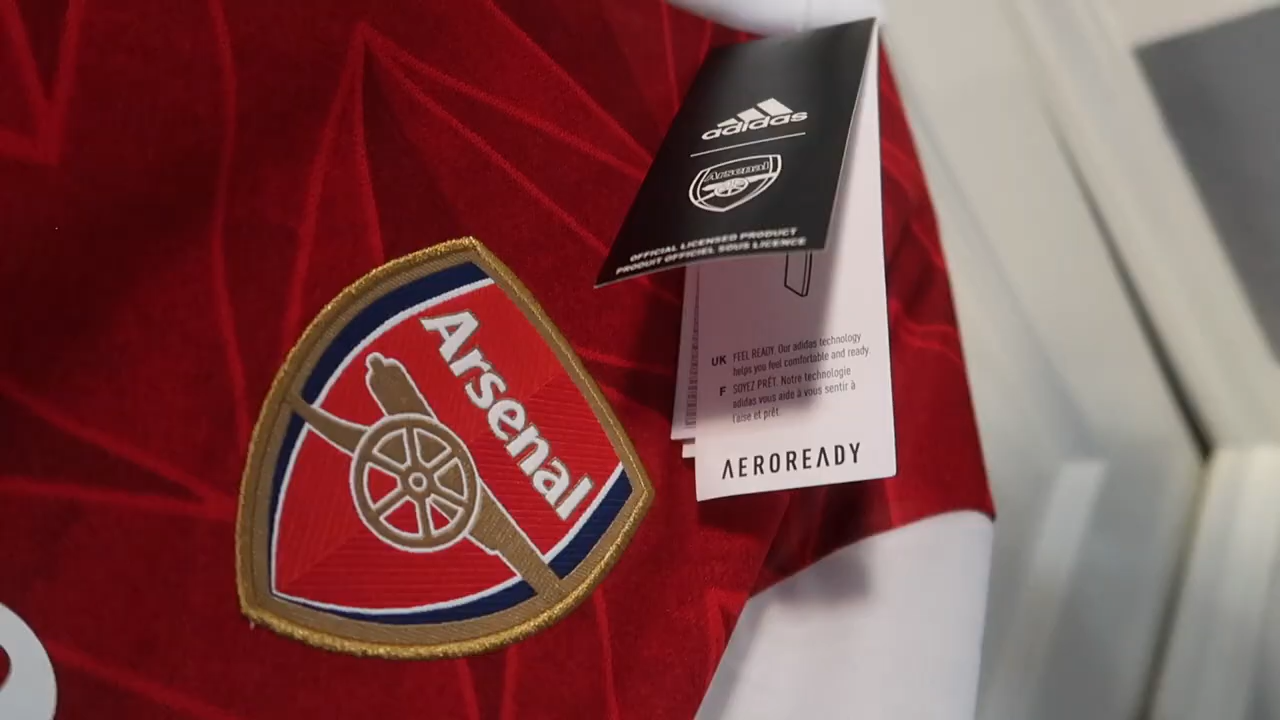 adidas
Arsenal
OFFICIAL LICENSED PRODUCT
PRODUIT OFFICIEL SOUS LICENCE
UK FEEL READY. Our adidas technology
helps you feel comfortable and ready.
F SOYEZ PRÊT. Notre technologie
adidas vous aide à vous sentir à
l'aise et prêt.
AEROREADY
Arsenal